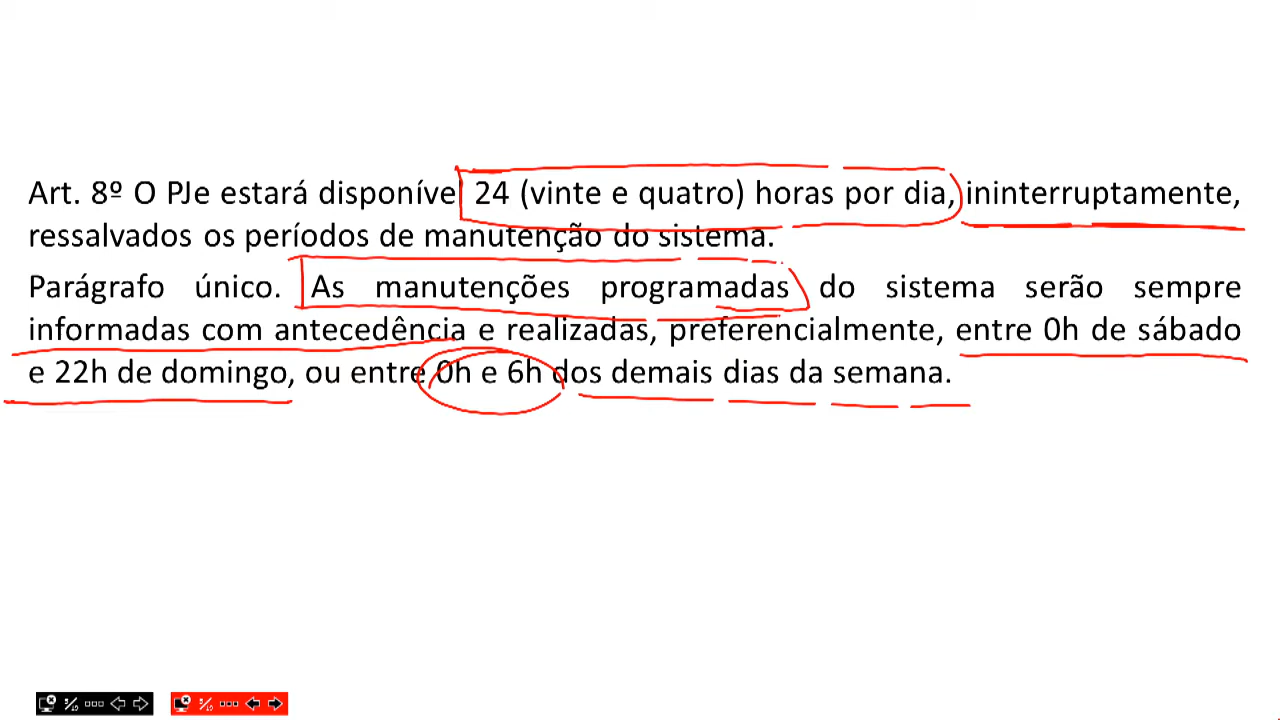 Art. 8º O PJe estará disponível 24 (vinte e quatro) horas por dia, ininterruptamente,
ressalvados os períodos de manutenção do sistema.
Parágrafo único. As manutenções programadas do sistema serão sempre
informadas com antecedência e realizadas, preferencialmente, entre 0h de sábado
e 22h de domingo, ou entre 0h e 6h dos demais dias da semana.